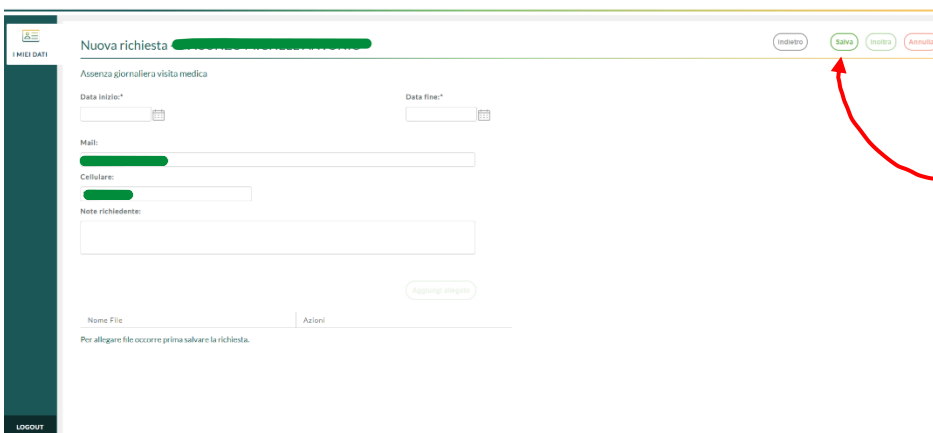 I MIEI DATI
Nuova richiesta
Indietro
Salva
Inoltra
Annulla
Assenza giornaliera visita medica
Data inizio:*
Data fine:*
Mail:
Cellulare:
Note richiedente:
Aggiungi allegato
Nome File
Azioni
Per allegare file occorre prima salvare la richiesta.
LOGOUT